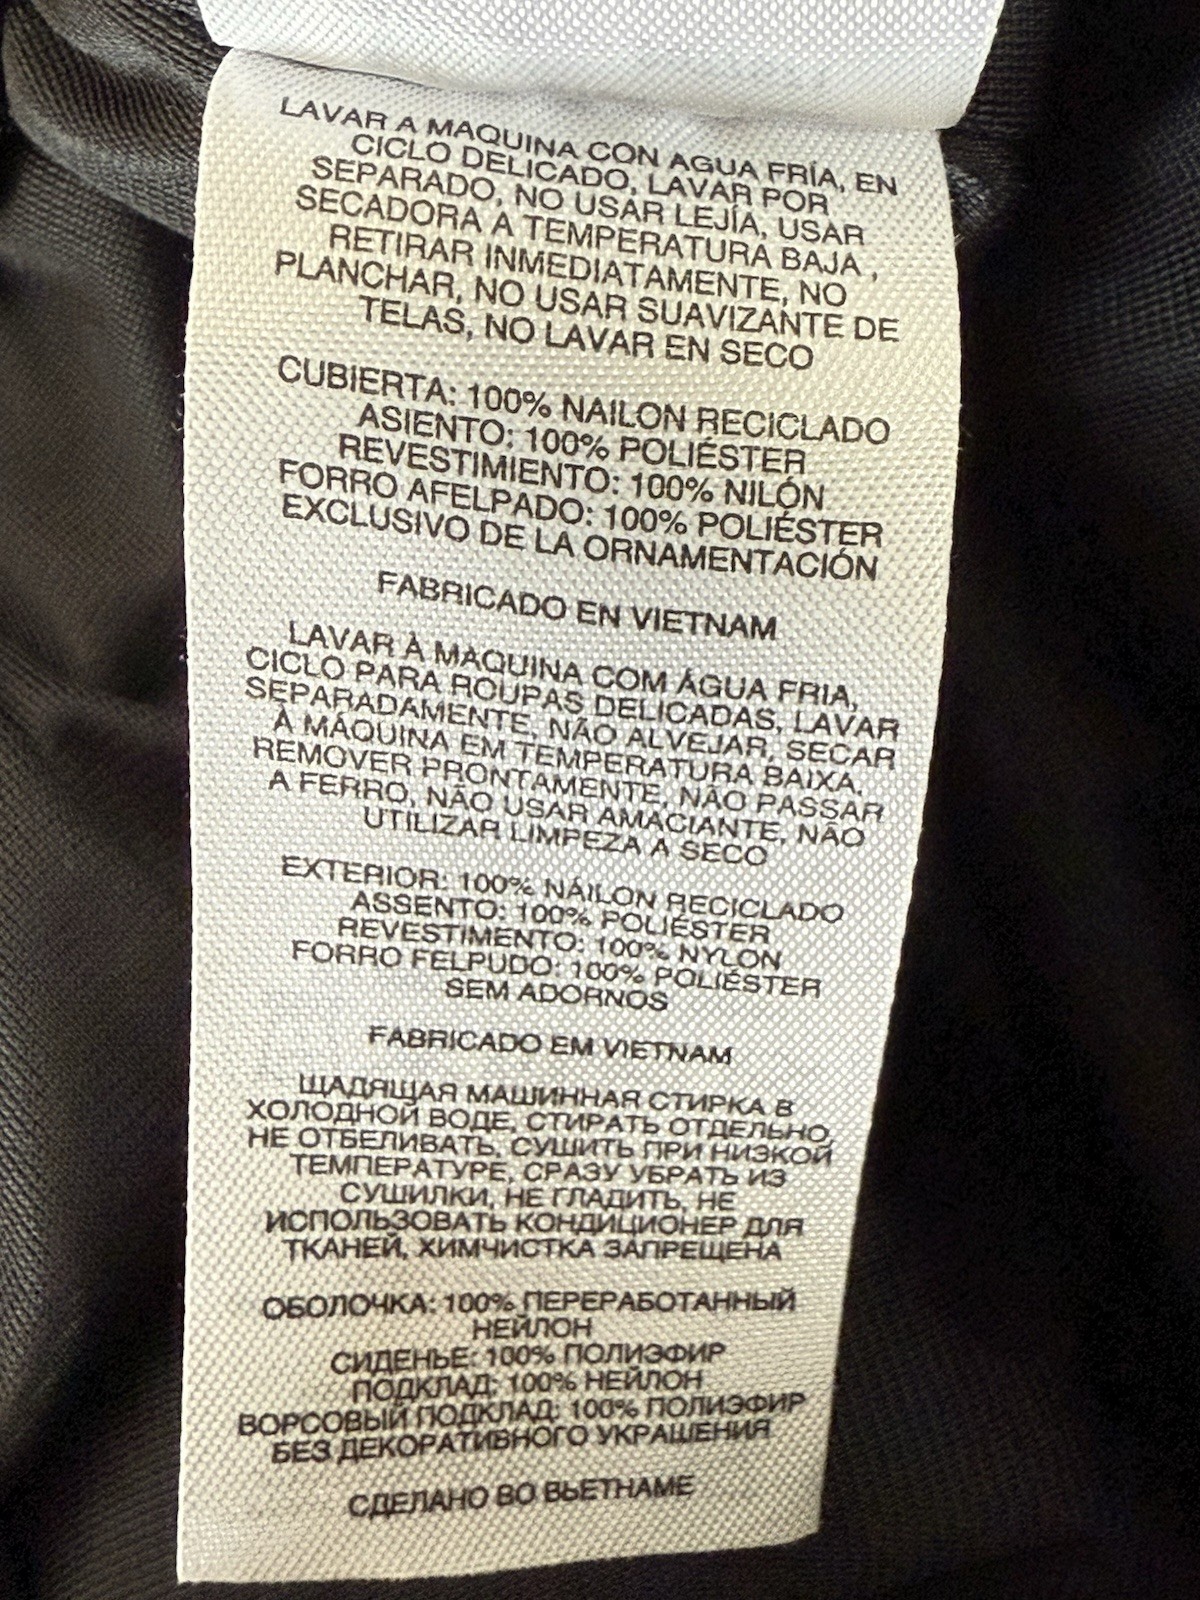 LAVAR A MAQUINA CON AGUA FRÍA, EN
CICLO DELICADO, LAVAR POR
SEPARADO, NO USAR LEJÍA, USAR
SECADORA A TEMPERATURA BAJA ,
RETIRAR INMEDIATAMENTE, NO
PLANCHAR, NO USAR SUAVIZANTE DE
TELAS, NO LAVAR EN SECO
CUBIERTA: 100% NAILON RECICLADO
ASIENTO: 100% POLIÉSTER
REVESTIMIENTO: 100% NILÓN
FORRO AFELPADO: 100% POLIÉSTER
EXCLUSIVO DE LA ORNAMENTACIÓN
FABRICADO EN VIETNAM
LAVAR À MAQUINA COM ÁGUA FRIA,
CICLO PARA ROUPAS DELICADAS, LAVAR
SEPARADAMENTE, NÃO ALVEJAR, SECAR
À MÁQUINA EM TEMPERATURA BAIXA,
REMOVER PRONTAMENTE, NÃO PASSAR
A FERRO, NÃO USAR AMACIANTE, NÃO
UTILIZAR LIMPEZA A SECO
EXTERIOR: 100% NÁILON RECICLADO
ASSENTO: 100% POLIÉSTER
REVESTIMENTO: 100% NYLON
FORRO FELPUDO: 100% POLIÉSTER
SEM ADORNOS
FABRICADO EM VIETNAM
ЩАДЯЩАЯ МАШИННАЯ СТИРКА В
ХОЛОДНОЙ ВОДЕ, СТИРАТЬ ОТДЕЛЬНО,
НЕ ОТБЕЛИВАТЬ, СУШИТЬ ПРИ НИЗКОЙ
ТЕМПЕРАТУРЕ, СРАЗУ УБРАТЬ ИЗ
СУШИЛКИ, НЕ ГЛАДИТЬ, НЕ
ИСПОЛЬЗОВАТЬ КОНДИЦИОНЕР ДЛЯ
ТКАНЕЙ, ХИМЧИСТКА ЗАПРЕЩЕНА
ОБОЛОЧКА: 100% ПЕРЕРАБОТАННЫЙ
НЕЙЛОН
СИДЕНЬЕ: 100% ПОЛИЭФИР
ПОДКЛАД: 100% НЕЙЛОН
ВОРСОВЫЙ ПОДКЛАД: 100% ПОЛИЭФИР
БЕЗ ДЕКОРАТИВНОГО УКРАШЕНИЯ
СДЕЛАНО ВО ВЬЕТНАМЕ